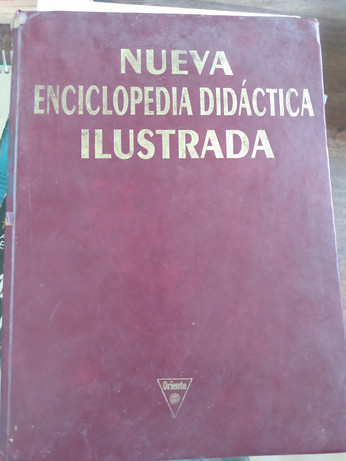 NUEVA
ENCICLOPEDIA DIDÁCTICA
ILUSTRADA
Oriente